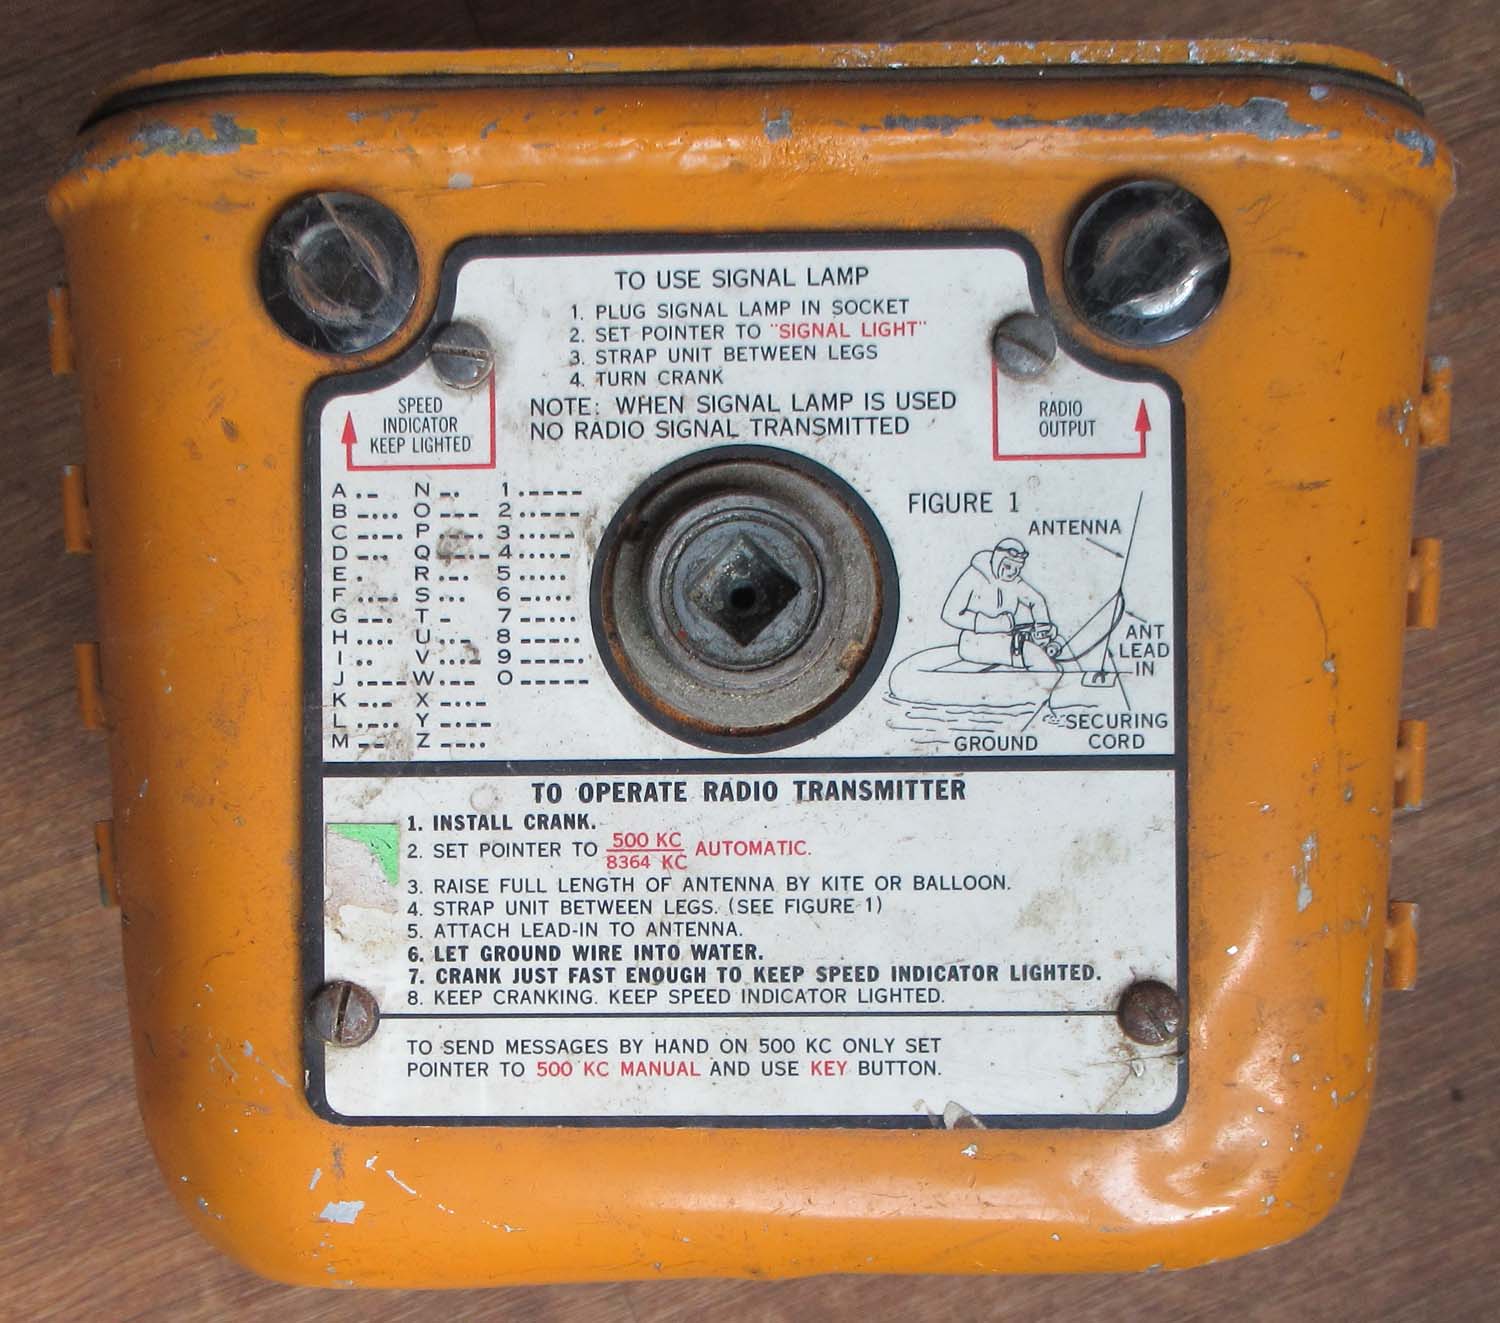 TO USE SIGNAL LAMP
1. PLUG SIGNAL LAMP IN SOCKET
2. SET POINTER TO "SIGNAL LIGHT"
3. STRAP UNIT BETWEEN LEGS
4. TURN CRANK
NOTE: WHEN SIGNAL LAMP IS USED
NO RADIO SIGNAL TRANSMITTED
SPEED
INDICATOR
KEEP LIGHTED
RADIO
OUTPUT
A .- N -. 1 .----
B -... O --- 2 ..---
C -.-. P .--. 3 ...--
D -.. Q --.- 4 ....-
E . R .-. 5 .....
F ..-. S ... 6 -....
G --. T - 7 --...
H .... U ..- 8 ---..
I .. V ...- 9 ----.
J .--- W .-- 0 -----
K -.- X -..-
L .-.. Y -.--
M -- Z --..
FIGURE 1
ANTENNA
ANT
LEAD
IN
SECURING
CORD
GROUND
TO OPERATE RADIO TRANSMITTER
1. INSTALL CRANK.
2. SET POINTER TO 500 KC/8364 KC AUTOMATIC.
3. RAISE FULL LENGTH OF ANTENNA BY KITE OR BALLOON.
4. STRAP UNIT BETWEEN LEGS. (SEE FIGURE 1)
5. ATTACH LEAD-IN TO ANTENNA.
6. LET GROUND WIRE INTO WATER.
7. CRANK JUST FAST ENOUGH TO KEEP SPEED INDICATOR LIGHTED.
8. KEEP CRANKING. KEEP SPEED INDICATOR LIGHTED.
TO SEND MESSAGES BY HAND ON 500 KC ONLY SET
POINTER TO 500 KC MANUAL AND USE KEY BUTTON.